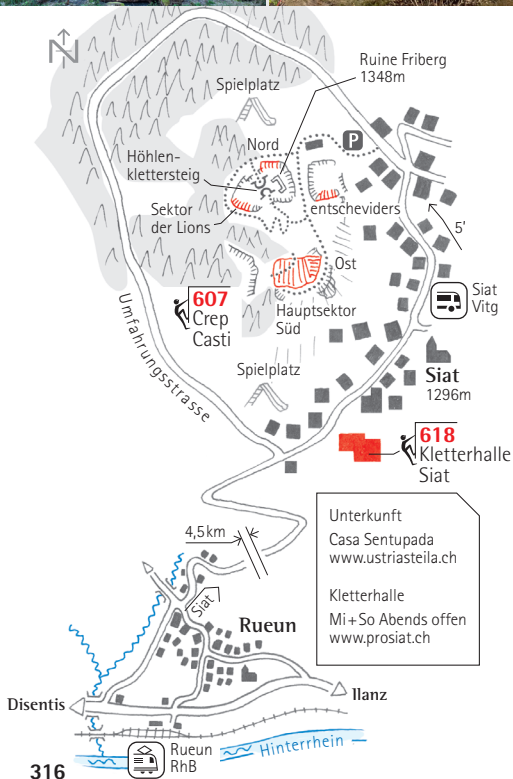 N
Ruine Friberg
1348m
Spielplatz
P
Nord
Höhlen-
klettersteig
entscheviders
Sektor
der Lions
5'
Ost
607
Crep
Casti
Hauptsektor
Süd
Siat
Vitg
Umfahrungsstrasse
Spielplatz
Siat
1296m
618
Kletterhalle
Siat
Unterkunft
Casa Sentupada
www.ustriasteila.ch
Kletterhalle
Mi+So Abends offen
www.prosiat.ch
4,5km
Siat
Rueun
Disentis
Ilanz
Rueun
RhB
Hinterrhein
316